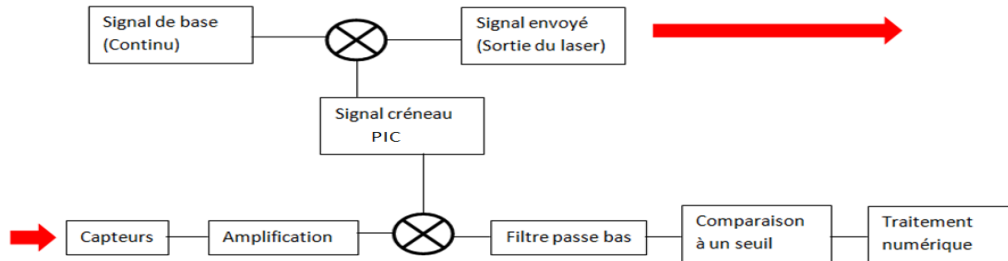 Signal de base
(Continu)
Signal envoyé
(Sortie du laser)
Signal créneau
PIC
Capteurs
Amplification
Filtre passe bas
Comparaison
à un seuil
Traitement
numérique